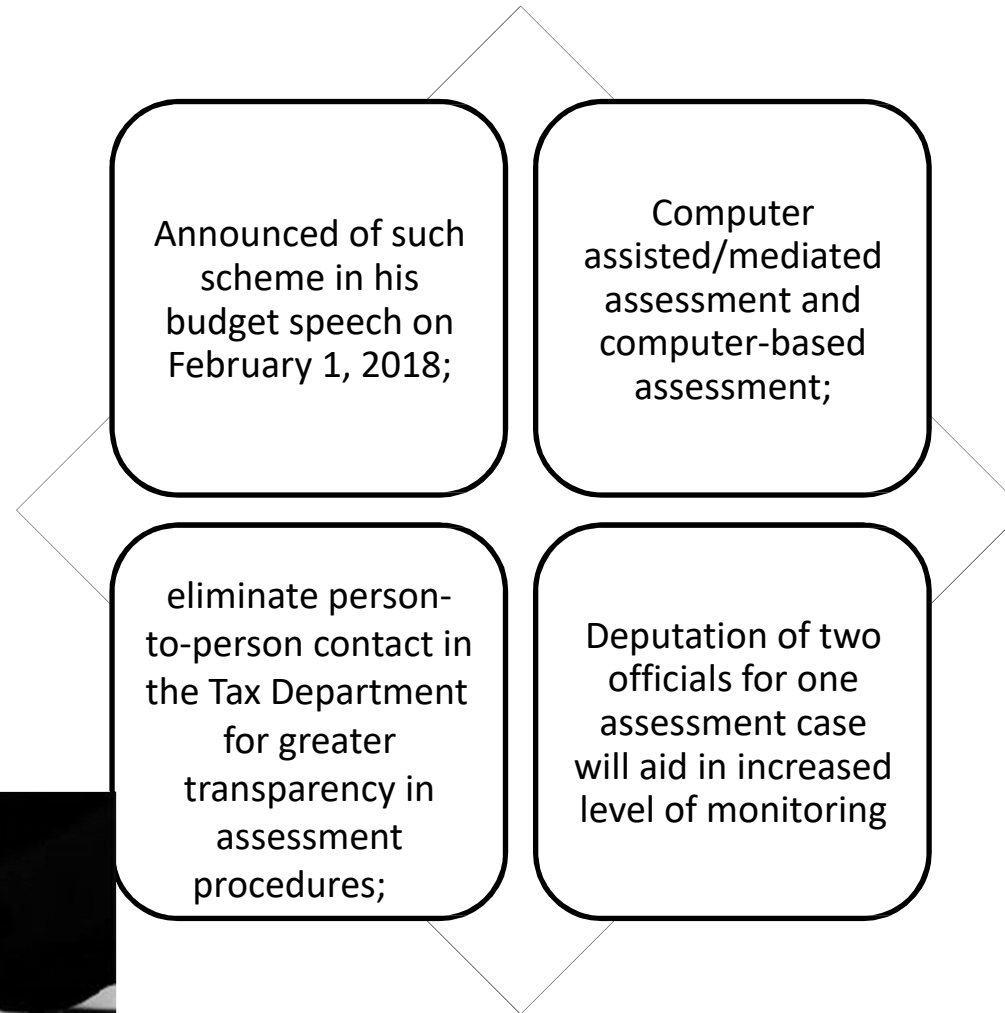 Announced of such
scheme in his
budget speech on
February 1, 2018;
Computer
assisted/mediated
assessment and
computer-based
assessment;
eliminate person-
to-person contact in
the Tax Department
for greater
transparency in
assessment
procedures;
Deputation of two
officials for one
assessment case
will aid in increased
level of monitoring